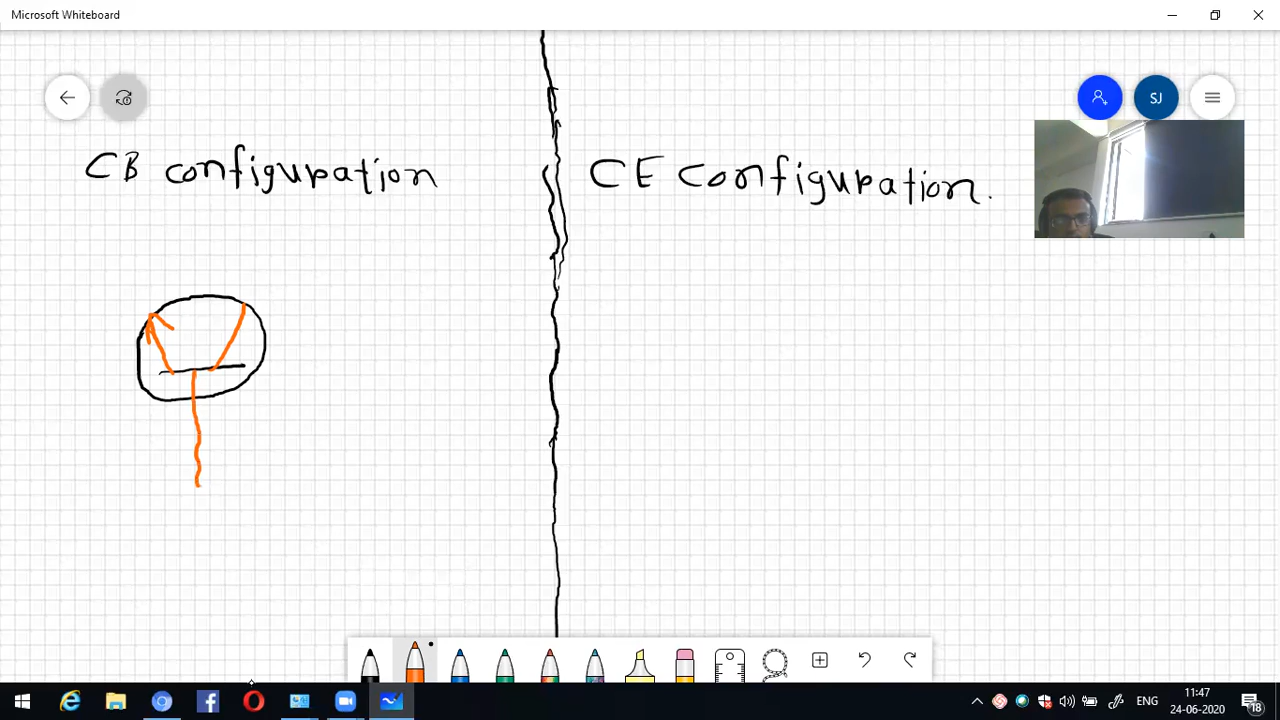 Microsoft Whiteboard
SJ
CB configuration
CE Configuration.
ENG
11:47
24-06-2020
18